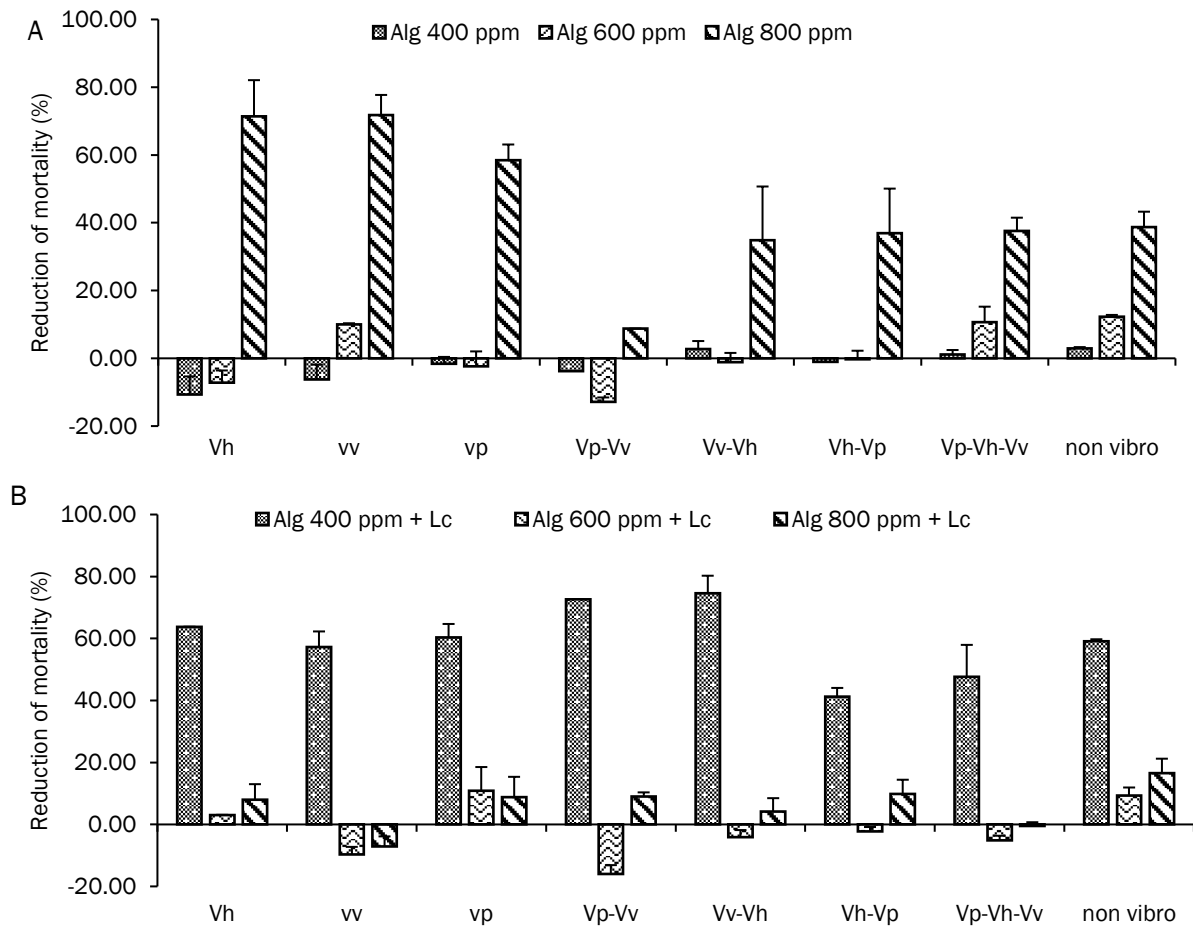 A
Alg 400 ppm Alg 600 ppm Alg 800 ppm
Reduction of mortality (%)
100.00
80.00
60.00
40.00
20.00
0.00
-20.00
Vh vv vp Vp-Vv Vv-Vh Vh-Vp Vp-Vh-Vv non vibro
B
Alg 400 ppm + Lc Alg 600 ppm + Lc Alg 800 ppm + Lc
Reduction of mortality (%)
100.00
80.00
60.00
40.00
20.00
0.00
-20.00
Vh vv vp Vp-Vv Vv-Vh Vh-Vp Vp-Vh-Vv non vibro